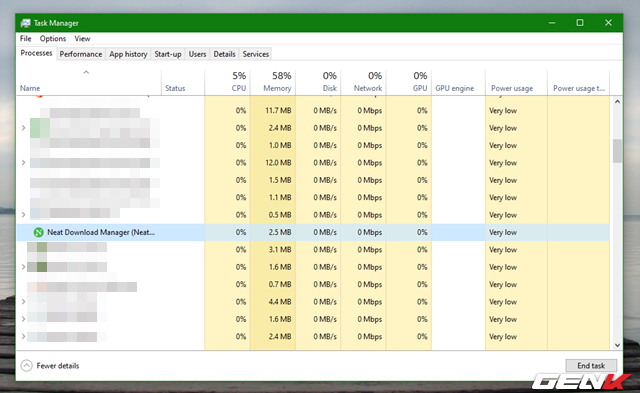 Task Manager
File Options View
Processes Performance App history Start-up Users Details Services
5% 58% 0% 0% 0%
Name Status CPU Memory Disk Network GPU GPU engine Power usage Power usage t...
0% 11.7 MB 0 MB/s 0 Mbps 0% Very low
0% 2.4 MB 0 MB/s 0 Mbps 0% Very low
0% 1.0 MB 0 MB/s 0 Mbps 0% Very low
0% 12.0 MB 0 MB/s 0 Mbps 0% Very low
0% 1.5 MB 0 MB/s 0 Mbps 0% Very low
0% 1.1 MB 0 MB/s 0 Mbps 0% Very low
0% 0.5 MB 0 MB/s 0 Mbps 0% Very low
Neat Download Manager (Neat... 0% 2.5 MB 0 MB/s 0 Mbps 0% Very low
0% 3.1 MB 0 MB/s 0 Mbps 0% Very low
0% 1.6 MB 0 MB/s 0 Mbps 0% Very low
0% 0.7 MB 0 MB/s 0 Mbps 0% Very low
0% 4.4 MB 0 MB/s 0 Mbps 0% Very low
0% 1.6 MB 0 MB/s 0 Mbps 0% Very low
0% 2.4 MB 0 MB/s 0 Mbps 0% Very low
Fewer details End task
GENK